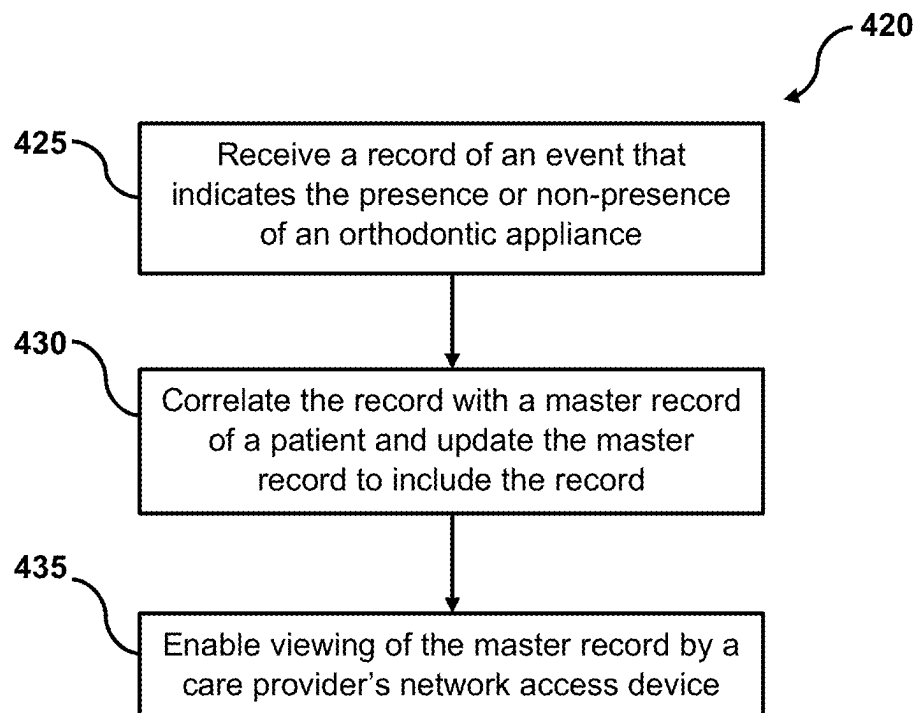 420
425
Receive a record of an event that
indicates the presence or non-presence
of an orthodontic appliance
430
Correlate the record with a master record
of a patient and update the master
record to include the record
435
Enable viewing of the master record by a
care provider's network access device